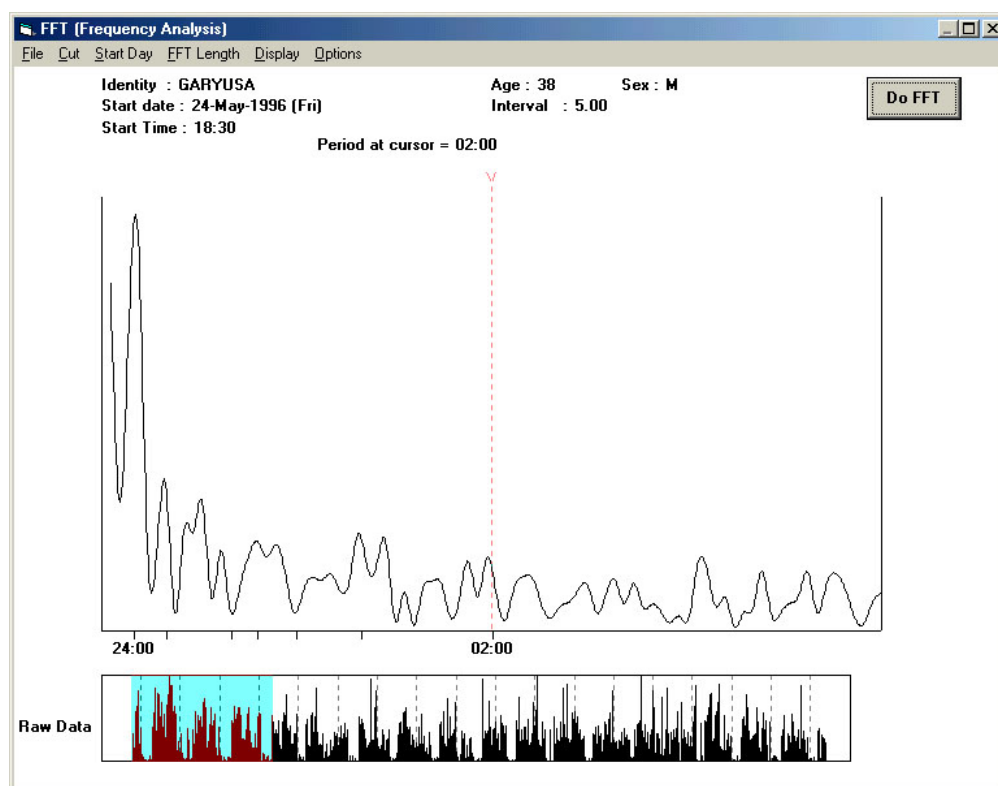 FFT (Frequency Analysis)
File Cut Start Day FFT Length Display Options
Identity : GARYUSA Age : 38 Sex : M
Start date : 24-May-1996 (Fri) Interval : 5.00
Do FFT
Start Time : 18:30
Period at cursor = 02:00
24:00 02:00
Raw Data